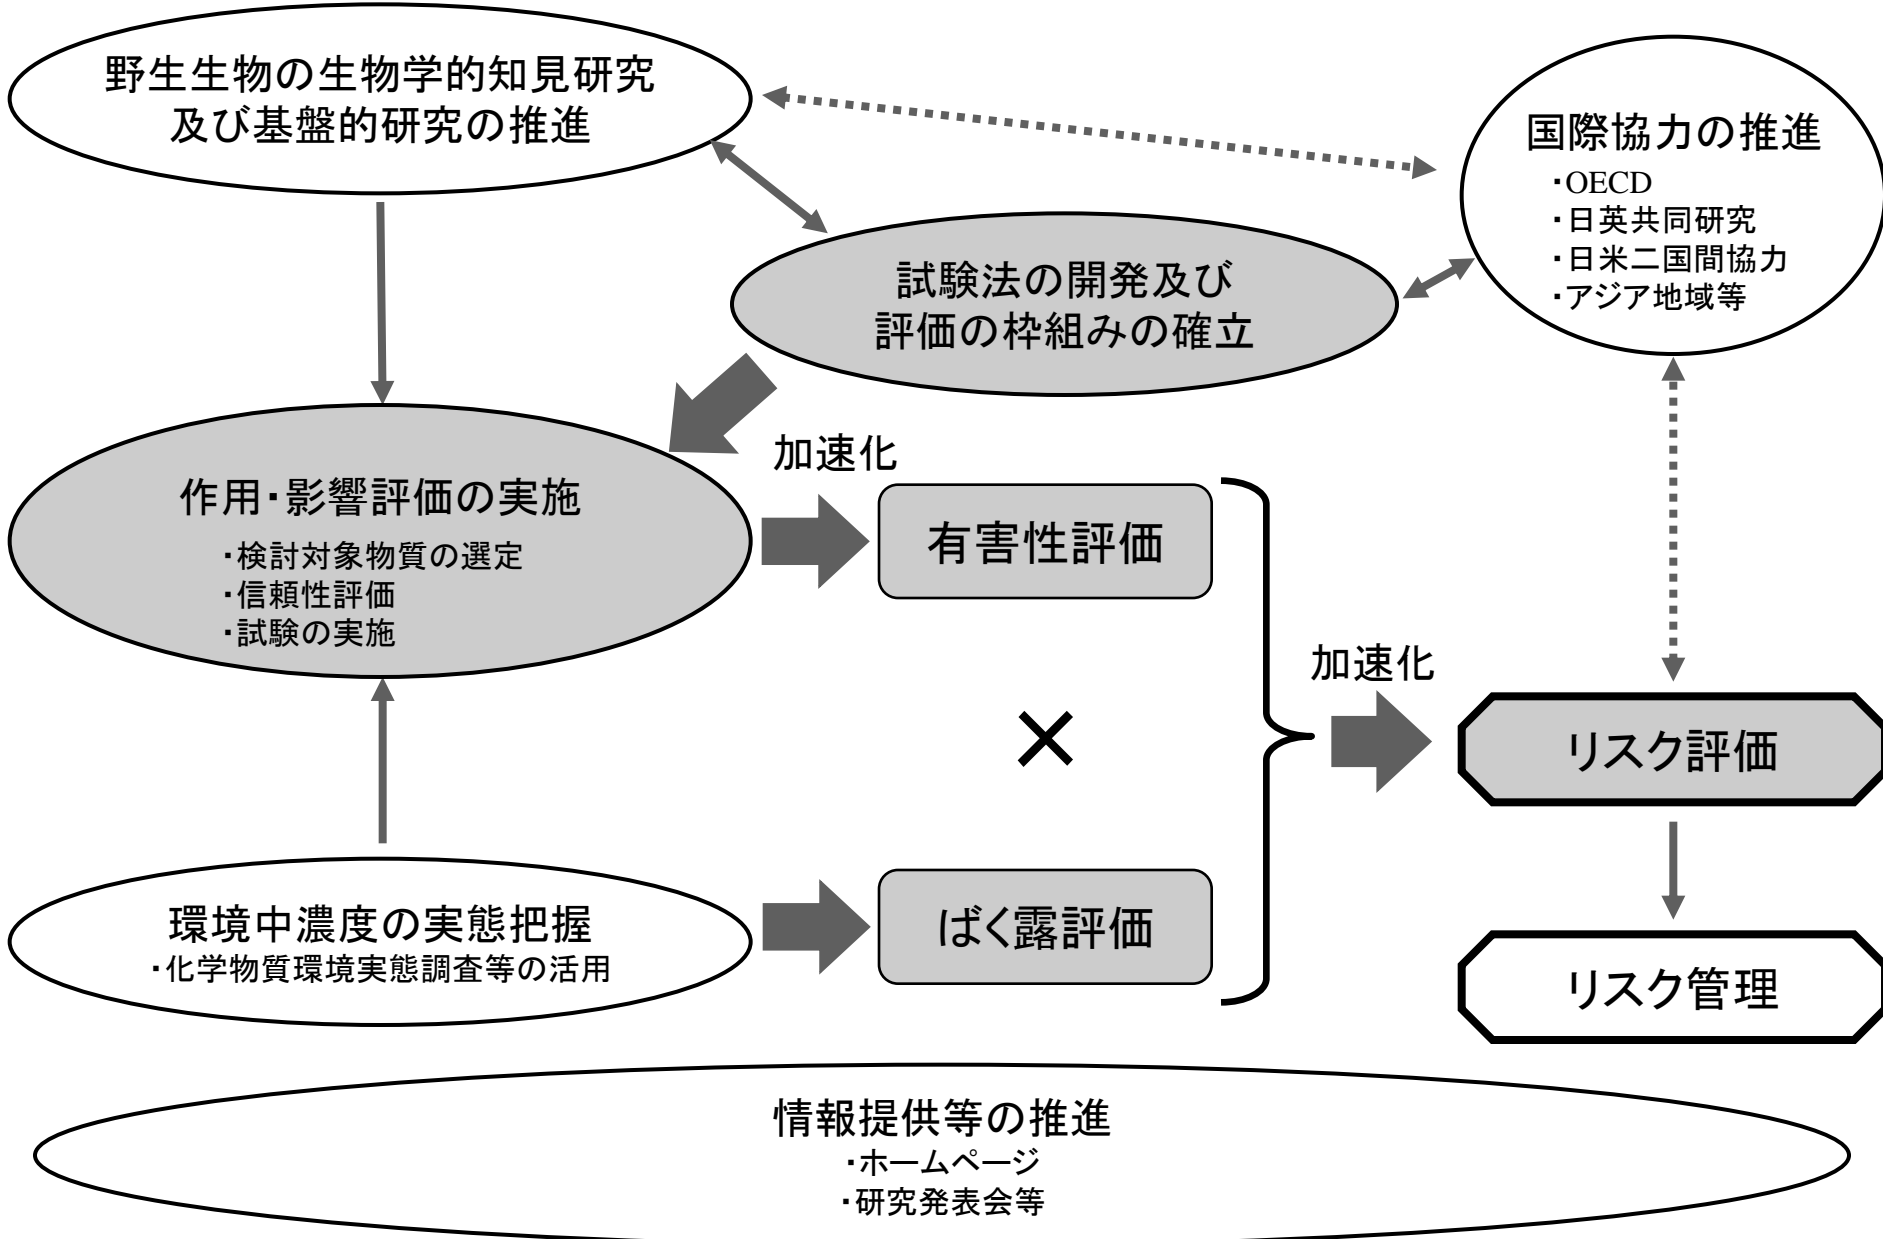 野生生物の生物学的知見研究
及び基盤的研究の推進
国際協力の推進
・OECD
・日英共同研究
・日米二国間協力
・アジア地域等
試験法の開発及び
評価の枠組みの確立
加速化
作用・影響評価の実施
・検討対象物質の選定
・信頼性評価
・試験の実施
有害性評価
加速化
×
リスク評価
環境中濃度の実態把握
・化学物質環境実態調査等の活用
ばく露評価
リスク管理
情報提供等の推進
・ホームページ
・研究発表会等